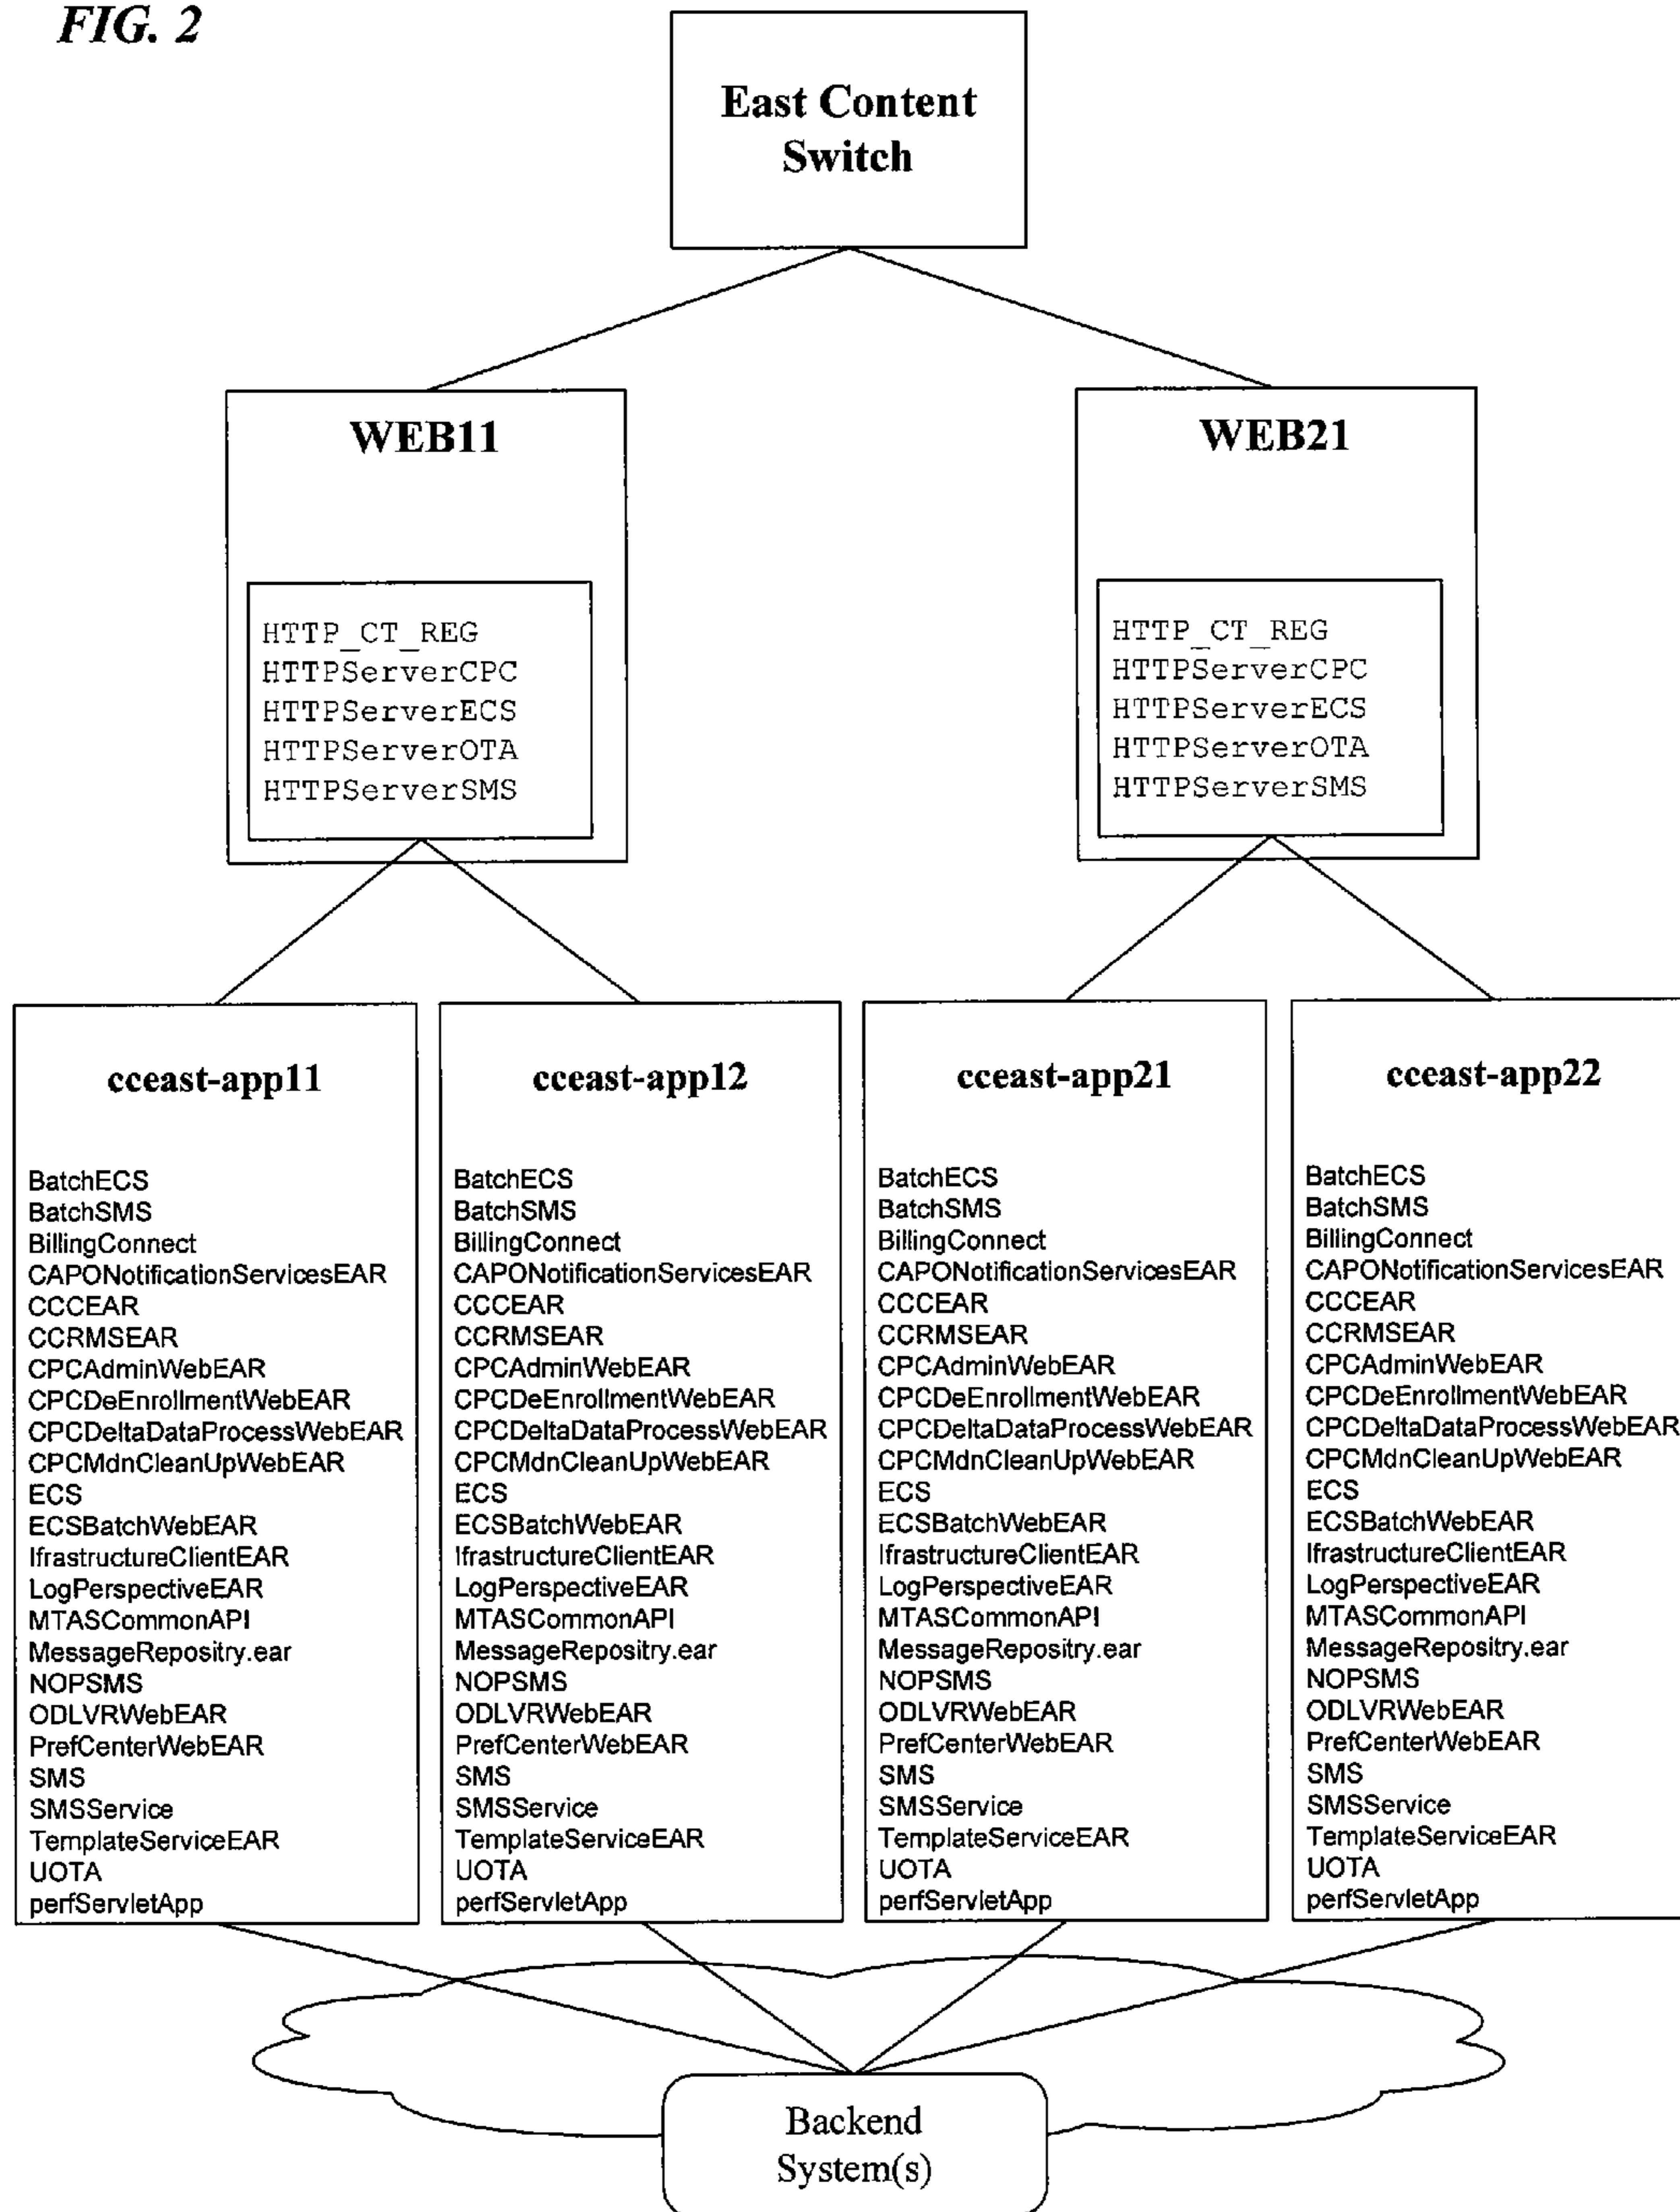 FIG. 2
East Content
Switch
WEB11
HTTP_CT_REG
HTTPServerCPC
HTTPServerECS
HTTPServerOTA
HTTPServerSMS
WEB21
HTTP_CT_REG
HTTPServerCPC
HTTPServerECS
HTTPServerOTA
HTTPServerSMS
cceast-app11
BatchECS
BatchSMS
BillingConnect
CAPONotificationServicesEAR
CCCEAR
CCRMSEAR
CPCAdminWebEAR
CPCDeEnrollmentWebEAR
CPCDeltaDataProcessWebEAR
CPCMdnCleanUpWebEAR
ECS
ECSBatchWebEAR
IfrastructureClientEAR
LogPerspectiveEAR
MTASCommonAPI
MessageRepositry.ear
NOPSMS
ODLVRWebEAR
PrefCenterWebEAR
SMS
SMSService
TemplateServiceEAR
UOTA
perfServletApp
cceast-app12
BatchECS
BatchSMS
BillingConnect
CAPONotificationServicesEAR
CCCEAR
CCRMSEAR
CPCAdminWebEAR
CPCDeEnrollmentWebEAR
CPCDeltaDataProcessWebEAR
CPCMdnCleanUpWebEAR
ECS
ECSBatchWebEAR
IfrastructureClientEAR
LogPerspectiveEAR
MTASCommonAPI
MessageRepositry.ear
NOPSMS
ODLVRWebEAR
PrefCenterWebEAR
SMS
SMSService
TemplateServiceEAR
UOTA
perfServletApp
cceast-app21
BatchECS
BatchSMS
BillingConnect
CAPONotificationServicesEAR
CCCEAR
CCRMSEAR
CPCAdminWebEAR
CPCDeEnrollmentWebEAR
CPCDeltaDataProcessWebEAR
CPCMdnCleanUpWebEAR
ECS
ECSBatchWebEAR
IfrastructureClientEAR
LogPerspectiveEAR
MTASCommonAPI
MessageRepositry.ear
NOPSMS
ODLVRWebEAR
PrefCenterWebEAR
SMS
SMSService
TemplateServiceEAR
UOTA
perfServletApp
cceast-app22
BatchECS
BatchSMS
BillingConnect
CAPONotificationServicesEAR
CCCEAR
CCRMSEAR
CPCAdminWebEAR
CPCDeEnrollmentWebEAR
CPCDeltaDataProcessWebEAR
CPCMdnCleanUpWebEAR
ECS
ECSBatchWebEAR
IfrastructureClientEAR
LogPerspectiveEAR
MTASCommonAPI
MessageRepositry.ear
NOPSMS
ODLVRWebEAR
PrefCenterWebEAR
SMS
SMSService
TemplateServiceEAR
UOTA
perfServletApp
Backend
System(s)